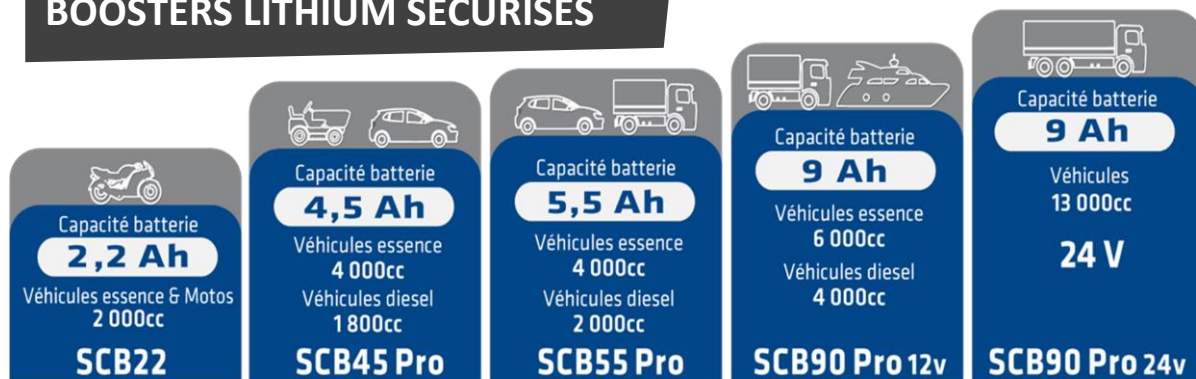 BOOSTERS LITHIUM SÉCURISÉS
Capacité batterie
2,2 Ah
Véhicules essence & Motos
2 000cc
SCB22
Capacité batterie
4,5 Ah
Véhicules essence
4 000cc
Véhicules diesel
1 800cc
SCB45 Pro
Capacité batterie
5,5 Ah
Véhicules essence
4 000cc
Véhicules diesel
2 000cc
SCB55 Pro
Capacité batterie
9 Ah
Véhicules essence
6 000cc
Véhicules diesel
4 000cc
SCB90 Pro 12v
Capacité batterie
9 Ah
Véhicules
13 000cc
24 V
SCB90 Pro 24v